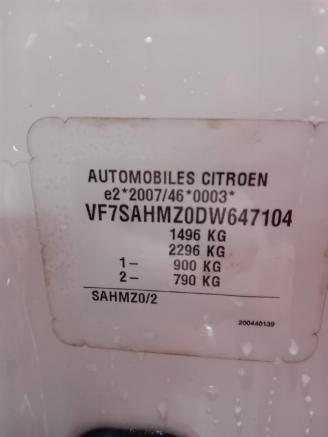 AUTOMOBILES CITROEN
e2*2007/46*0003*
VF7SAHMZ0DW647104
1496 KG
2296 KG
1- 900 KG
2- 790 KG
SAHMZ0/2
200440139